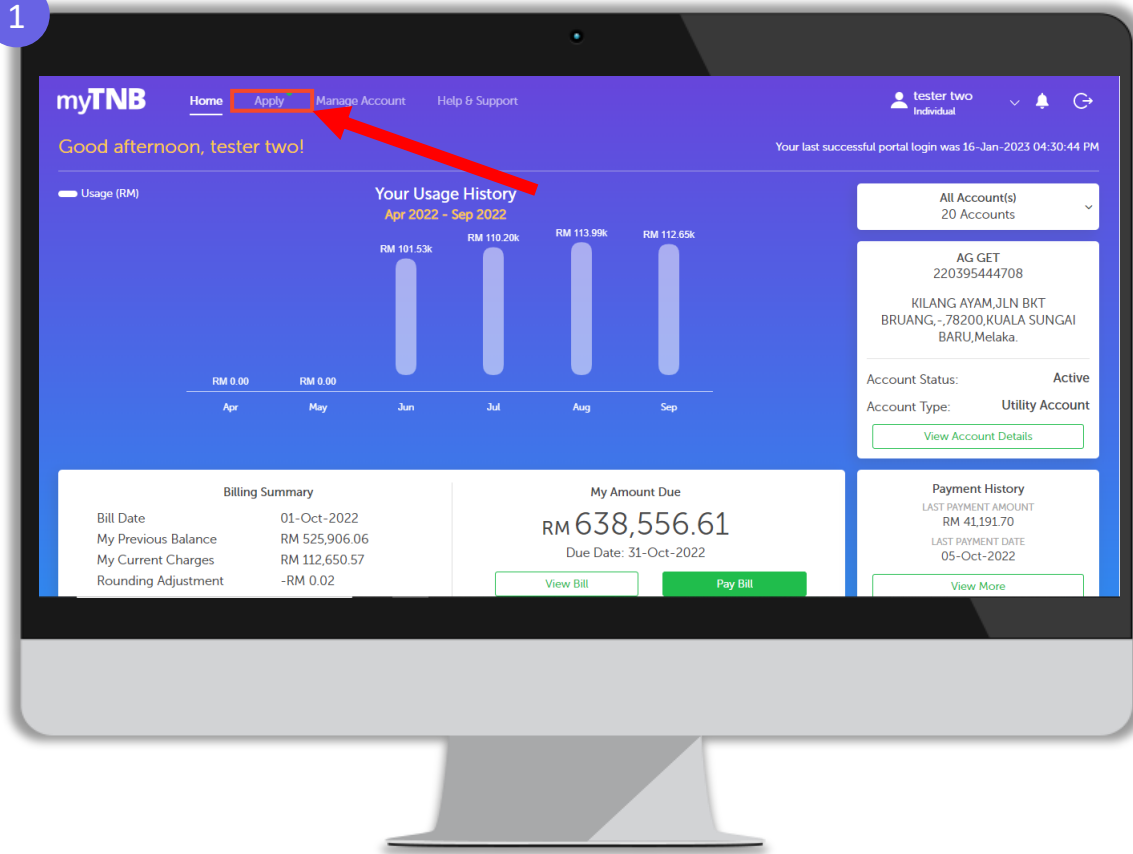 1
myTNB Home Apply Manage Account Help & Support
tester two
Individual
Good afternoon, tester two!
Your last successful portal login was 16-Jan-2023 04:30:44 PM
Usage (RM)
Your Usage History
Apr 2022 - Sep 2022
RM 0.00 RM 0.00 RM 101.53k RM 110.20k RM 113.99k RM 112.65k
Apr May Jun Jul Aug Sep
All Account(s)
20 Accounts
AG GET
220395444708
KILANG AYAM,JLN BKT
BRUANG,-,78200,KUALA SUNGAI
BARU,Melaka.
Account Status: Active
Account Type: Utility Account
View Account Details
Billing Summary
Bill Date 01-Oct-2022
My Previous Balance RM 525,906.06
My Current Charges RM 112,650.57
Rounding Adjustment -RM 0.02
My Amount Due
RM 638,556.61
Due Date: 31-Oct-2022
View Bill Pay Bill
Payment History
LAST PAYMENT AMOUNT
RM 41,191.70
LAST PAYMENT DATE
05-Oct-2022
View More